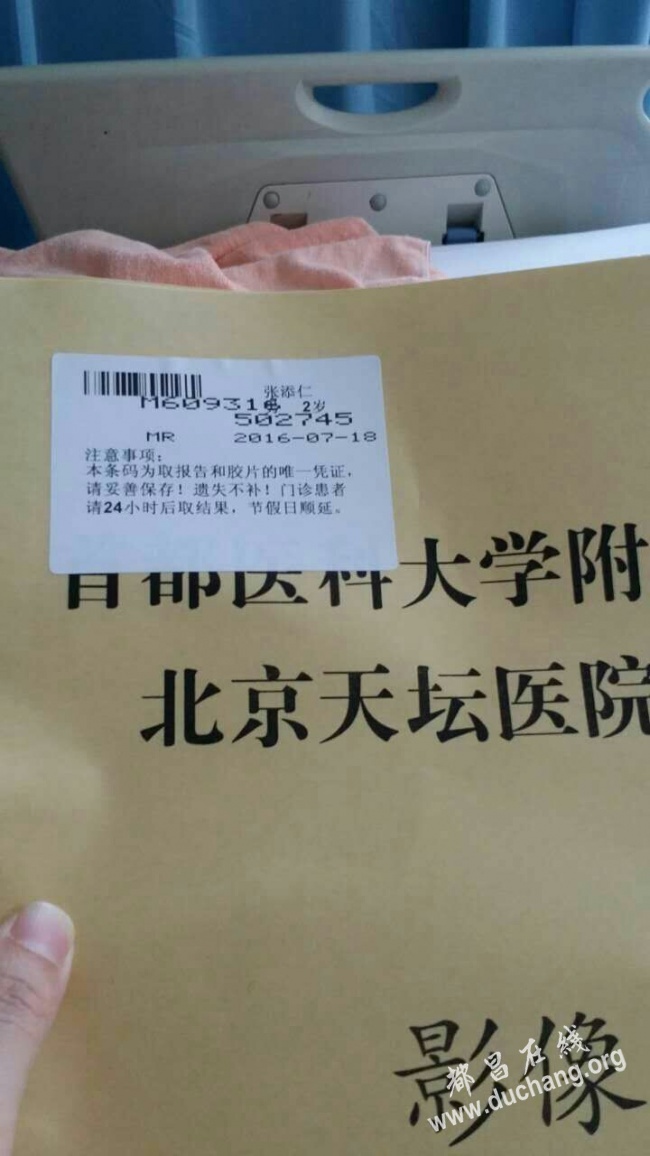 张添仁
M609316 2岁
502745
MR 2016-07-18
注意事项:
本条码为取报告和胶片的唯一凭证,
请妥善保存!遗失不补!门诊患者
请24小时后取结果,节假日顺延。
首都医科大学附
北京天坛医院
影像
都昌在线
www.duchang.org